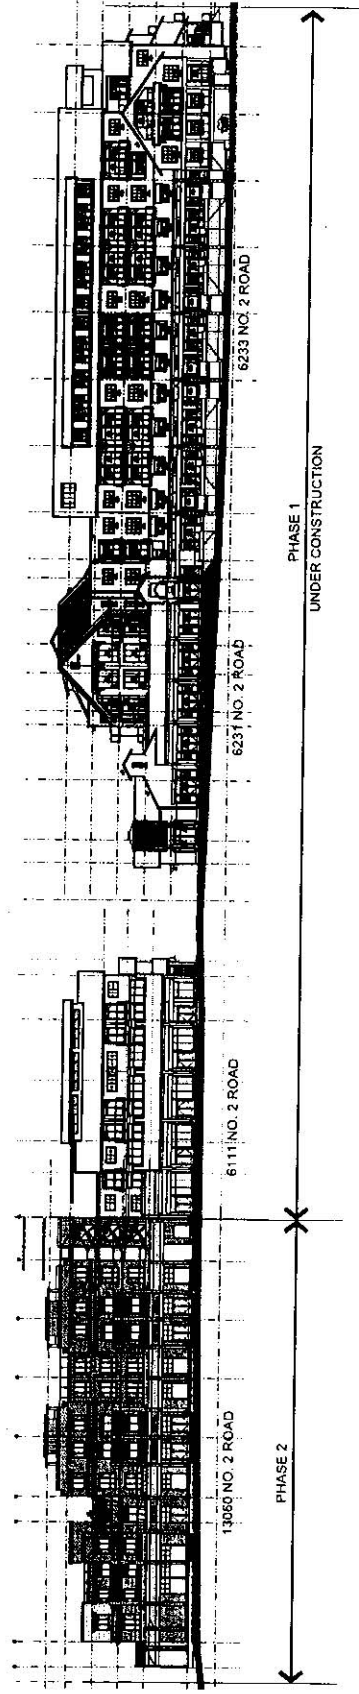 13060 NO. 2 ROAD
6111 NO. 2 ROAD
6231 NO. 2 ROAD
6233 NO. 2 ROAD
PHASE 2
PHASE 1
UNDER CONSTRUCTION